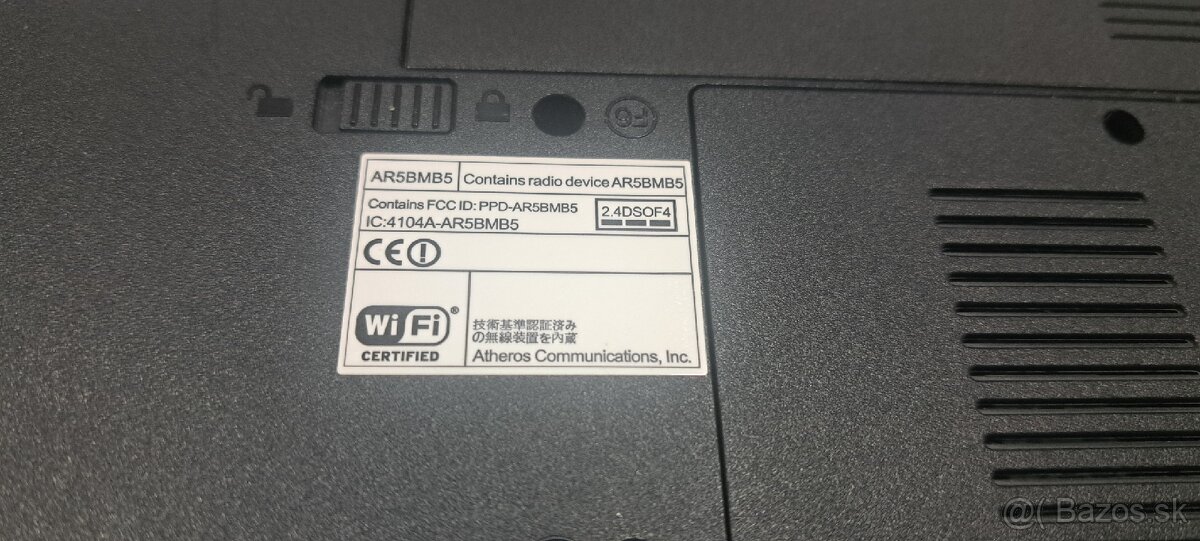 AR5BMB5
Contains radio device AR5BMB5
Contains FCC ID: PPD-AR5BMB5
IC:4104A-AR5BMB5
2.4DSOF4
CE
Wi Fi ®
CERTIFIED
技術基準認証済み
の無線装置を内蔵
Atheros Communications, Inc.
@( Bazos.sk